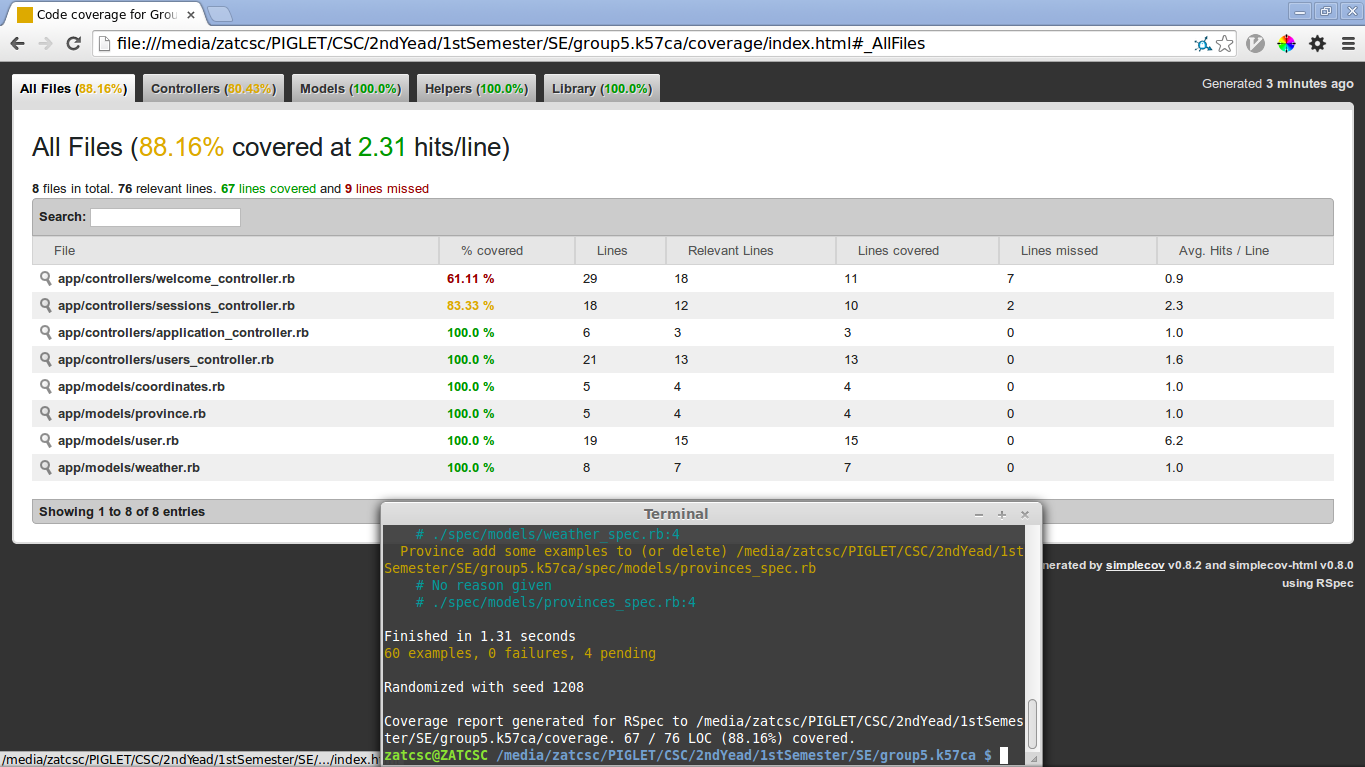 Code coverage for Grou
file:///media/zatcsc/PIGLET/CSC/2ndYead/1stSemester/SE/group5.k57ca/coverage/index.html#_AllFiles
All Files (88.16%) Controllers (80.43%) Models (100.0%) Helpers (100.0%) Library (100.0%) Generated 3 minutes ago
All Files (88.16% covered at 2.31 hits/line)
8 files in total. 76 relevant lines. 67 lines covered and 9 lines missed
Search:
File % covered Lines Relevant Lines Lines covered Lines missed Avg. Hits / Line
app/controllers/welcome_controller.rb 61.11 % 29 18 11 7 0.9
app/controllers/sessions_controller.rb 83.33 % 18 12 10 2 2.3
app/controllers/application_controller.rb 100.0 % 6 3 3 0 1.0
app/controllers/users_controller.rb 100.0 % 21 13 13 0 1.6
app/models/coordinates.rb 100.0 % 5 4 4 0 1.0
app/models/province.rb 100.0 % 5 4 4 0 1.0
app/models/user.rb 100.0 % 19 15 15 0 6.2
app/models/weather.rb 100.0 % 8 7 7 0 1.0
Showing 1 to 8 of 8 entries
Terminal
# ./spec/models/weather_spec.rb:4
Province add some examples to (or delete) /media/zatcsc/PIGLET/CSC/2ndYead/1st
Semester/SE/group5.k57ca/spec/models/provinces_spec.rb
# No reason given
# ./spec/models/provinces_spec.rb:4
Finished in 1.31 seconds
60 examples, 0 failures, 4 pending
Randomized with seed 1208
Coverage report generated for RSpec to /media/zatcsc/PIGLET/CSC/2ndYead/1stSemes
ter/SE/group5.k57ca/coverage. 67 / 76 LOC (88.16%) covered.
zatcsc@ZATCSC /media/zatcsc/PIGLET/CSC/2ndYead/1stSemester/SE/group5.k57ca $
nerated by simplecov v0.8.2 and simplecov-html v0.8.0
using RSpec
/media/zatcsc/PIGLET/CSC/2ndYead/1stSemester/SE/.../index.h